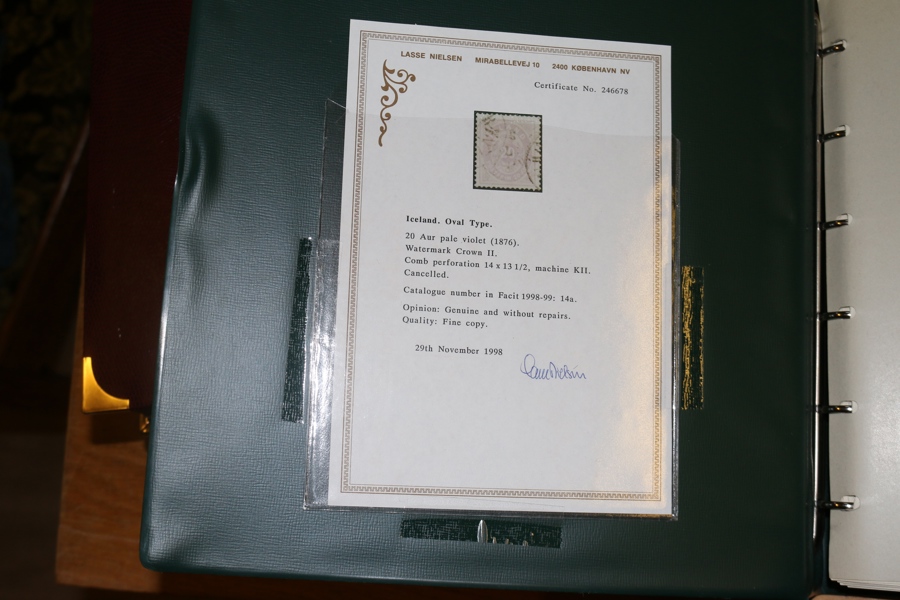 LASSE NIELSEN MIRABELLEVEJ 10 2400 KØBENHAVN NV
Certificate No. 246678
Iceland. Oval Type.
20 Aur pale violet (1876).
Watermark Crown II.
Comb perforation 14 x 13 1/2, machine KII.
Cancelled.
Catalogue number in Facit 1998-99: 14a.
Opinion: Genuine and without repairs.
Quality: Fine copy.
29th November 1998